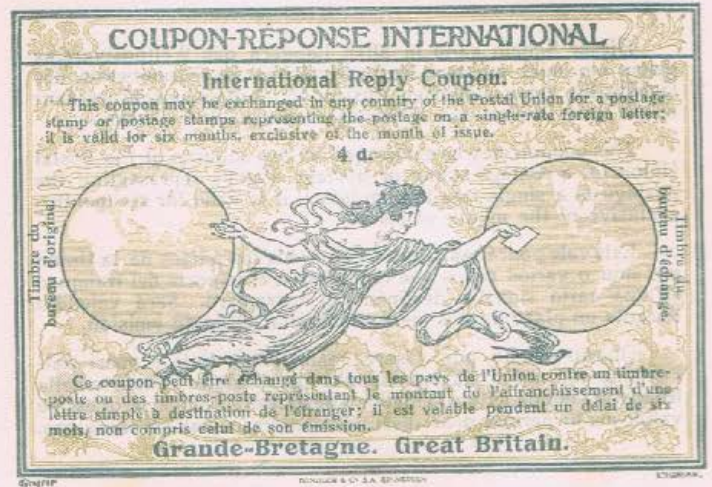 COUPON-RÉPONSE INTERNATIONAL
International Reply Coupon.
This coupon may be exchanged in any country of the Postal Union for a postage
stamp or postage stamps representing the postage on a single-rate foreign letter;
it is valid for six months, exclusive of the month of issue.
4 d.
Timbre du
bureau d'origine.
Timbre du
bureau d'échange.
Ce coupon peut être échangé dans tous les pays de l'Union contre un timbre-
poste ou des timbres-poste représentant le montant de l'affranchissement d'une
lettre simple à destination de l'étranger; il est valable pendant un délai de six
mois, non compris celui de son émission.
Grande-Bretagne. Great Britain.